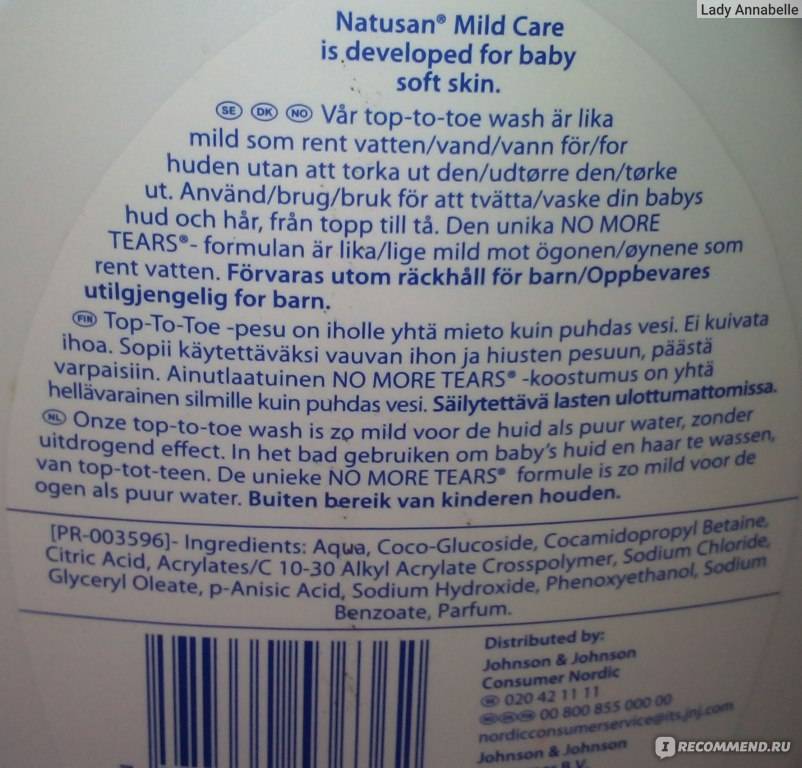 Lady Annabelle
Natusan® Mild Care
is developed for baby
soft skin.
SE DK NO Vår top-to-toe wash är lika
mild som rent vatten/vand/vann för/for
huden utan att torka ut den/udtørre den/tørke
ut. Använd/brug/bruk för att tvätta/vaske din babys
hud och hår, från topp till tå. Den unika NO MORE
TEARS®- formulan är lika/lige mild mot ögonen/øynene som
rent vatten. Förvaras utom räckhåll för barn/Oppbevares
utilgjengelig for barn.
FIN Top-To-Toe -pesu on iholle yhtä mieto kuin puhdas vesi. Ei kuivata
ihoa. Sopii käytettäväksi vauvan ihon ja hiusten pesuun, päästä
varpaisiin. Ainutlaatuinen NO MORE TEARS® -koostumus on yhtä
hellävarainen silmille kuin puhdas vesi. Säilytettävä lasten ulottumattomissa.
NL Onze top-to-toe wash is zo mild voor de huid als puur water, zonder
uitdrogend effect. In het bad gebruiken om baby's huid en haar te wassen,
van top-tot-teen. De unieke NO MORE TEARS® formule is zo mild voor de
ogen als puur water. Buiten bereik van kinderen houden.
[PR-003596]- Ingredients: Aqua, Coco-Glucoside, Cocamidopropyl Betaine,
Citric Acid, Acrylates/C 10-30 Alkyl Acrylate Crosspolymer, Sodium Chloride,
Glyceryl Oleate, p-Anisic Acid, Sodium Hydroxide, Phenoxyethanol, Sodium
Benzoate, Parfum.
Distributed by:
Johnson & Johnson
Consumer Nordic
SE 020 42 11 11
00 800 855 000 00
nordicconsumerservice@its.jnj.com
Johnson & Johnson
B.V.
IRECOMMEND.RU